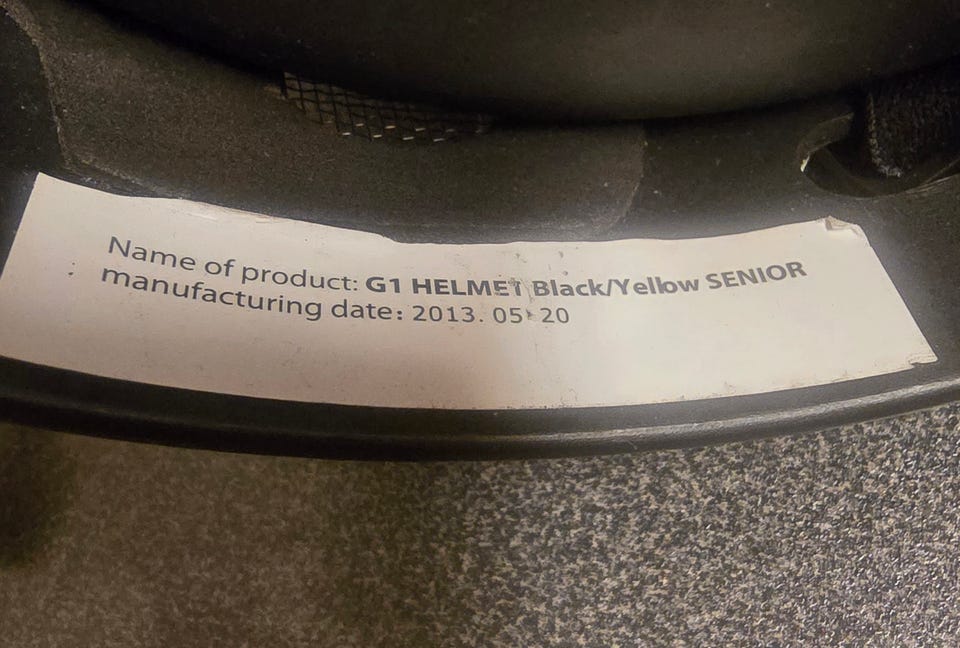 Name of product: G1 HELMET Black/Yellow SENIOR
manufacturing date: 2013. 05. 20